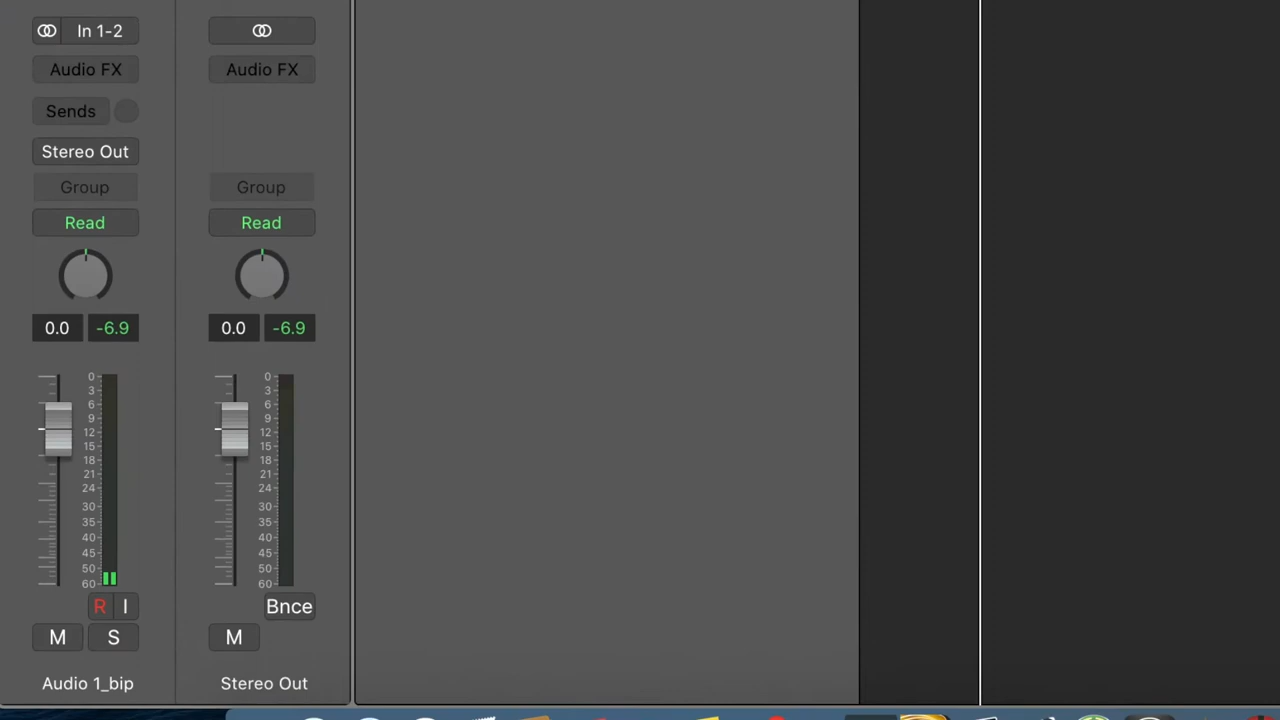 In 1-2
Audio FX
Audio FX
Sends
Stereo Out
Group
Group
Read
Read
0.0 -6.9
0.0 -6.9
0
3
6
9
12
15
18
21
24
30
35
40
45
50
60
0
3
6
9
12
15
18
21
24
30
35
40
45
50
60
R I
Bnce
M S
M
Audio 1_bip
Stereo Out